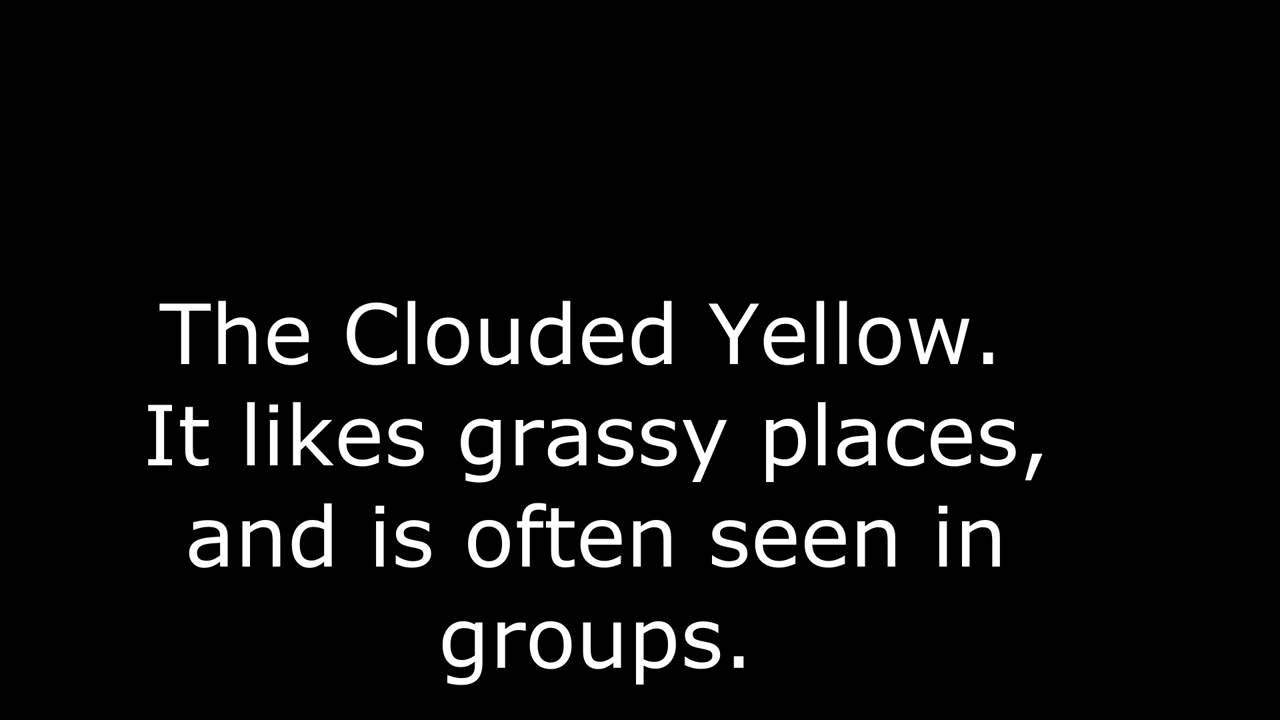 The Clouded Yellow.
It likes grassy places,
and is often seen in
groups.